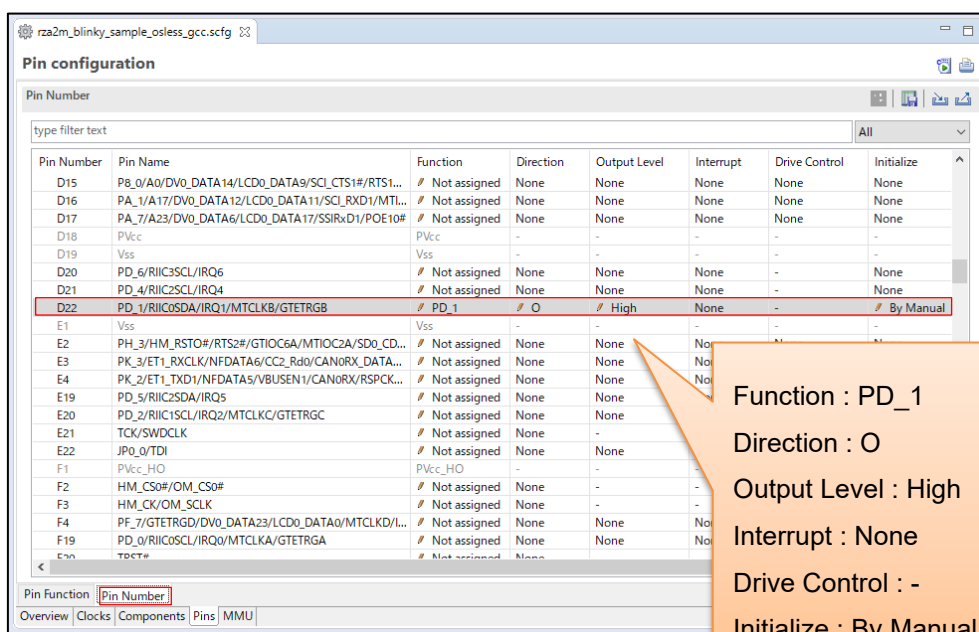 rza2m_blinky_sample_osless_gcc.scfg
Pin configuration
Pin Number
type filter text All
Pin Number Pin Name Function Direction Output Level Interrupt Drive Control Initialize
D15 P8_0/A0/DV0_DATA14/LCD0_DATA9/SCI_CTS1#/RTS1... Not assigned None None None None None
D16 PA_1/A17/DV0_DATA12/LCD0_DATA11/SCI_RXD1/MTI... Not assigned None None None None None
D17 PA_7/A23/DV0_DATA6/LCD0_DATA17/SSIRxD1/POE10# Not assigned None None None None None
D18 PVcc PVcc - - - - -
D19 Vss Vss - - - - -
D20 PD_6/RIIC3SCL/IRQ6 Not assigned None None None - None
D21 PD_4/RIIC2SCL/IRQ4 Not assigned None None None - None
D22 PD_1/RIIC0SDA/IRQ1/MTCLKB/GTETRGB PD_1 O High None - By Manual
E1 Vss Vss - - - - -
E2 PH_3/HM_RSTO#/RTS2#/GTIOC6A/MTIOC2A/SD0_CD... Not assigned None None
E3 PK_3/ET1_RXCLK/NFDATA6/CC2_Rd0/CAN0RX_DATA... Not assigned None None
E4 PK_2/ET1_TXD1/NFDATA5/VBUSEN1/CAN0RX/RSPCK... Not assigned None None
E19 PD_5/RIIC2SDA/IRQ5 Not assigned None None
E20 PD_2/RIIC1SCL/IRQ2/MTCLKC/GTETRGC Not assigned None None
E21 TCK/SWDCLK Not assigned None - -
E22 JP0_0/TDI Not assigned None None
F1 PVcc_HO PVcc_HO - - -
F2 HM_CS0#/OM_CS0# Not assigned None - -
F3 HM_CK/OM_SCLK Not assigned None - -
F4 PF_7/GTETRGD/DV0_DATA23/LCD0_DATA0/MTCLKD/I... Not assigned None None
F19 PD_0/RIIC0SCL/IRQ0/MTCLKA/GTETRGA Not assigned None None
F20 TRST# Not assigned None
Function : PD_1
Direction : O
Output Level : High
Interrupt : None
Drive Control : -
Initialize : By Manual
Pin Function Pin Number
Overview Clocks Components Pins MMU